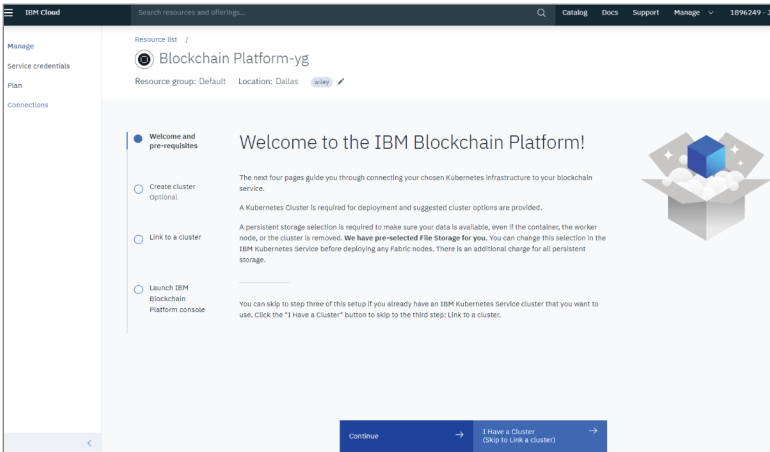 IBM Cloud
Search resources and offerings...
Catalog
Docs
Support
Manage
1896249 - J
Manage
Service credentials
Plan
Connections
Resource list /
Blockchain Platform-yg
Resource group: Default Location: Dallas wiley
Welcome and
pre-requisites
Create cluster
Optional
Link to a cluster
Launch IBM
Blockchain
Platform console
Welcome to the IBM Blockchain Platform!
The next four pages guide you through connecting your chosen Kubernetes infrastructure to your blockchain
service.
A Kubernetes Cluster is required for deployment and suggested cluster options are provided.
A persistent storage selection is required to make sure your data is available, even if the container, the worker
node, or the cluster is removed. We have pre-selected File Storage for you. You can change this selection in the
IBM Kubernetes Service before deploying any Fabric nodes. There is an additional charge for all persistent
storage.
You can skip to step three of this setup if you already have an IBM Kubernetes Service cluster that you want to
use. Click the "I Have a Cluster" button to skip to the third step: Link to a cluster.
Continue
I Have a Cluster
(Skip to Link a cluster)